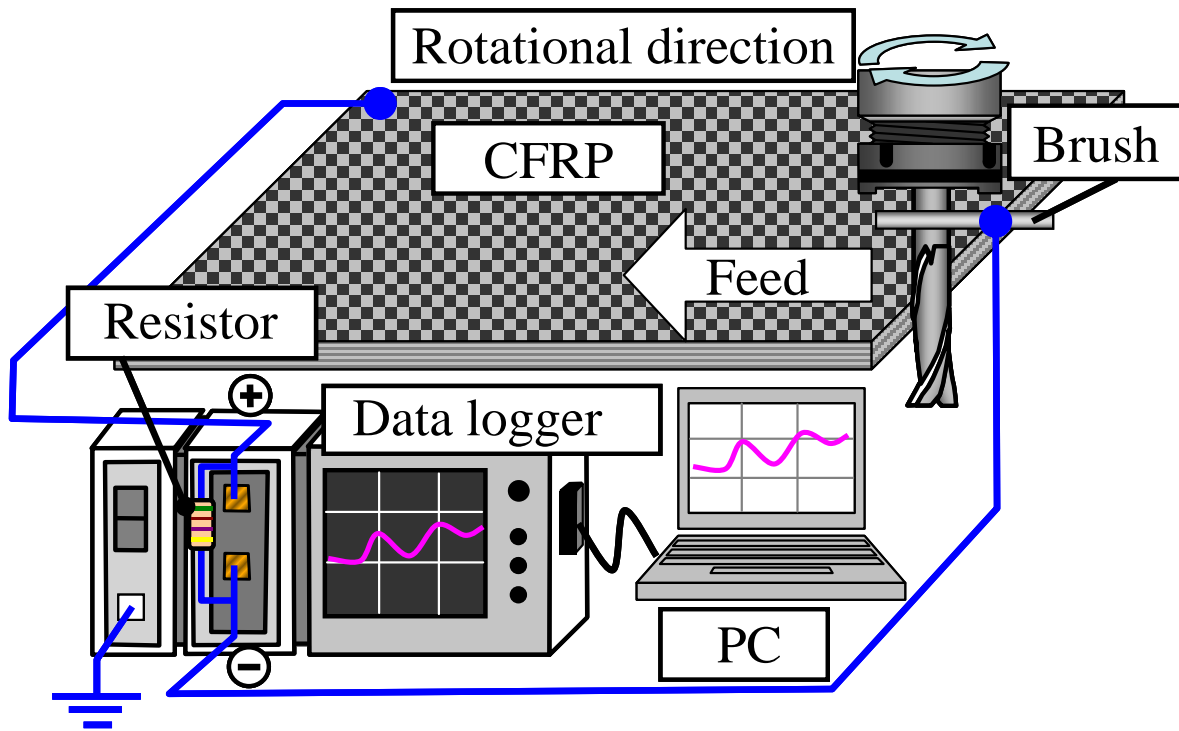 Rotational direction
CFRP
Brush
Feed
Resistor
+
Data logger
−
PC